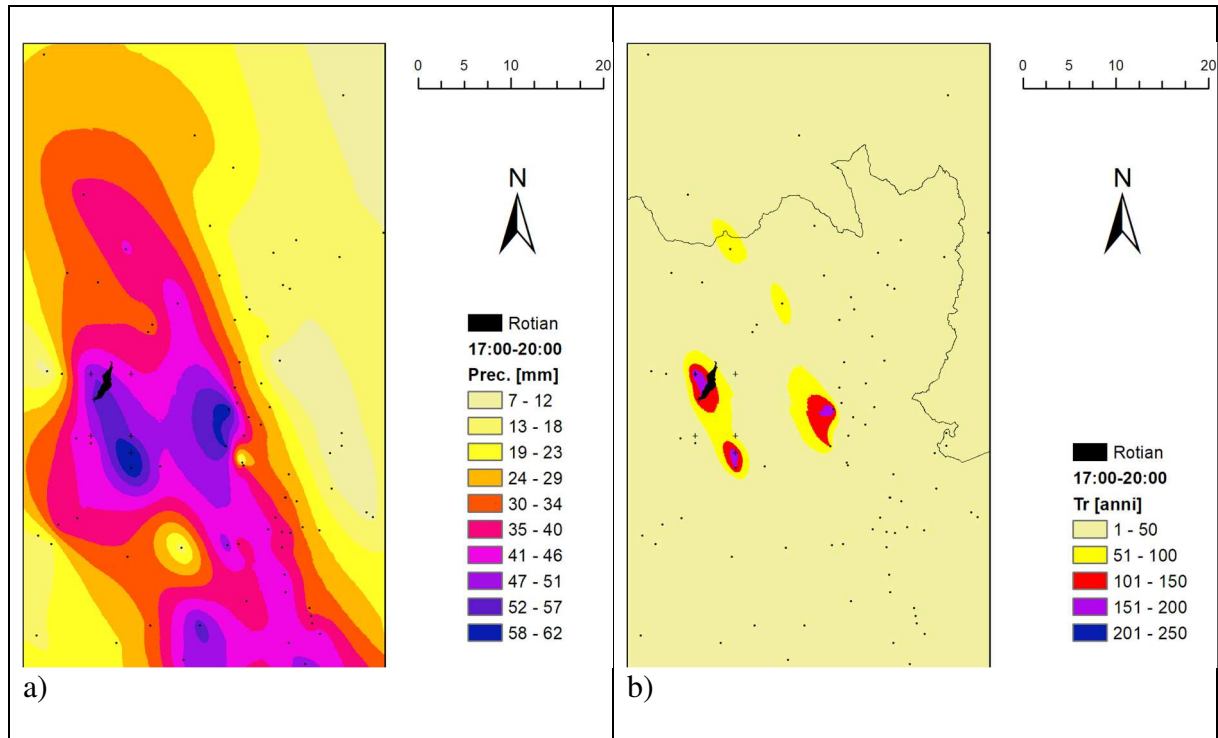 0 5 10 20
N
Rotian
17:00-20:00
Prec. [mm]
7 - 12
13 - 18
19 - 23
24 - 29
30 - 34
35 - 40
41 - 46
47 - 51
52 - 57
58 - 62
a)
0 5 10 20
N
Rotian
17:00-20:00
Tr [anni]
1 - 50
51 - 100
101 - 150
151 - 200
201 - 250
b)